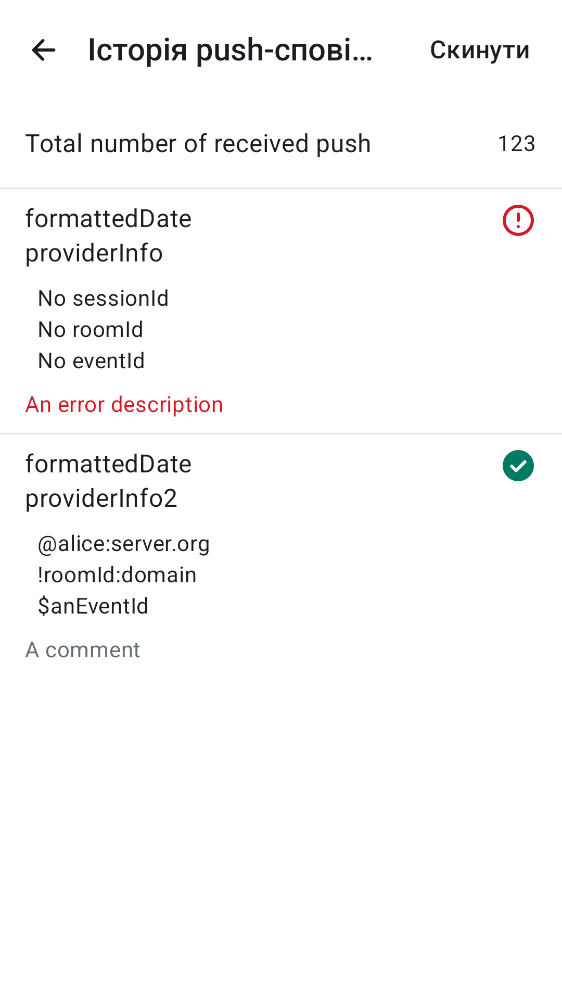 Історія push-спові...
Скинути
Total number of received push
123
formattedDate
providerInfo
No sessionId
No roomId
No eventId
An error description
formattedDate
providerInfo2
@alice:server.org
!roomId:domain
$anEventId
A comment